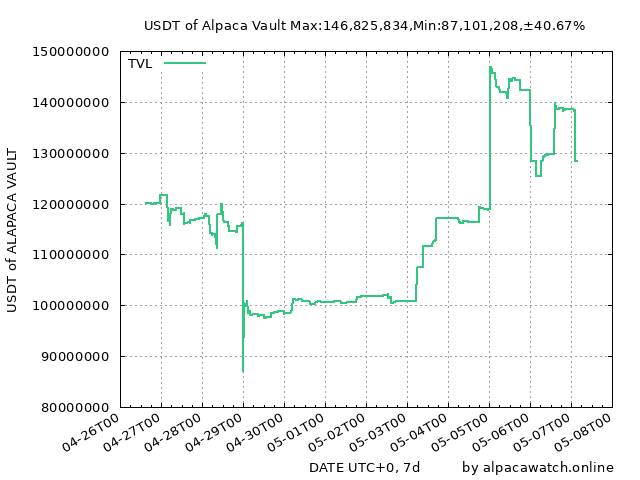 USDT of Alpaca Vault Max:146,825,834,Min:87,101,208,±40.67%
TVL
USDT of ALAPACA VAULT
150000000
140000000
130000000
120000000
110000000
100000000
90000000
80000000
04-26T00
04-27T00
04-28T00
04-29T00
04-30T00
05-01T00
05-02T00
05-03T00
05-04T00
05-05T00
05-06T00
05-07T00
05-08T00
DATE UTC+0, 7d
by alpacawatch.online